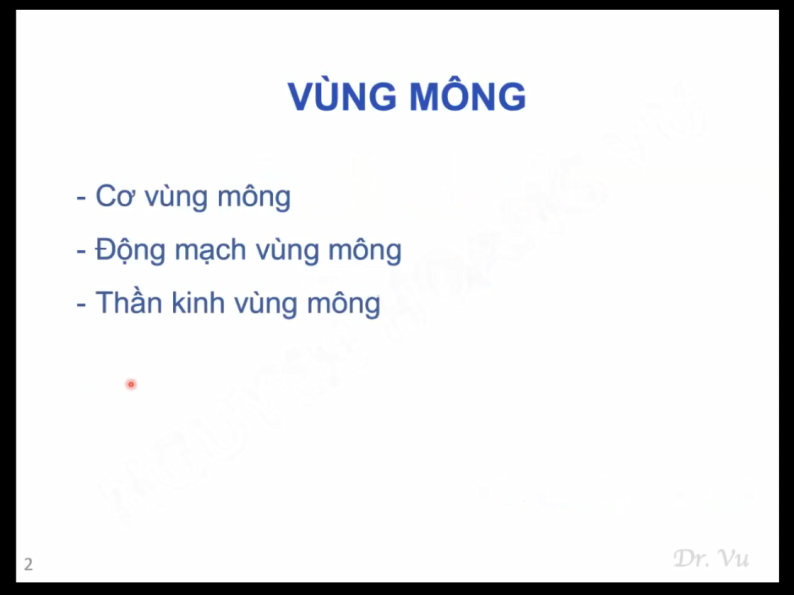 VÙNG MÔNG
- Cơ vùng mông
- Động mạch vùng mông
- Thần kinh vùng mông
2
Dr. Vu